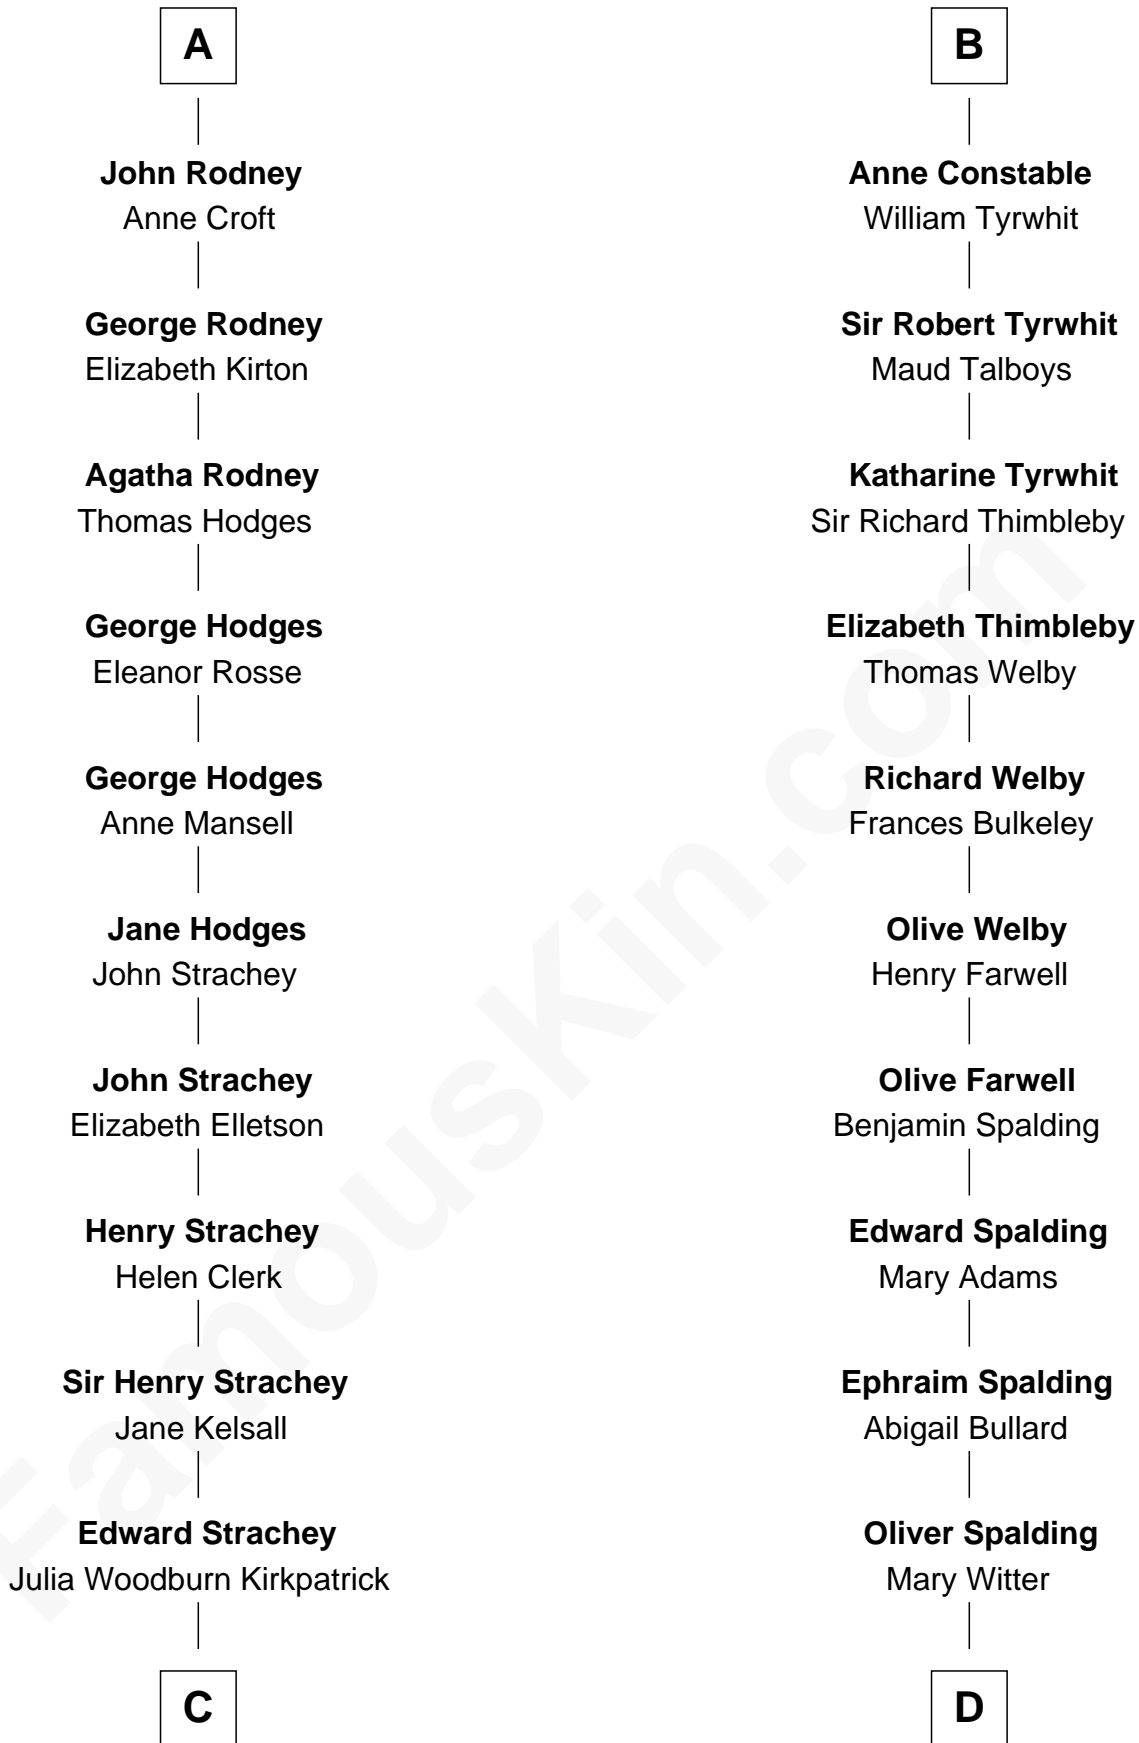 A
John Rodney
Anne Croft
George Rodney
Elizabeth Kirton
Agatha Rodney
Thomas Hodges
George Hodges
Eleanor Rosse
George Hodges
Anne Mansell
Jane Hodges
John Strachey
John Strachey
Elizabeth Elletson
Henry Strachey
Helen Clerk
Sir Henry Strachey
Jane Kelsall
Edward Strachey
Julia Woodburn Kirkpatrick
C
B
Anne Constable
William Tyrwhit
Sir Robert Tyrwhit
Maud Talboys
Katharine Tyrwhit
Sir Richard Thimbleby
Elizabeth Thimbleby
Thomas Welby
Richard Welby
Frances Bulkeley
Olive Welby
Henry Farwell
Olive Farwell
Benjamin Spalding
Edward Spalding
Mary Adams
Ephraim Spalding
Abigail Bullard
Oliver Spalding
Mary Witter
D
FamousKin.com